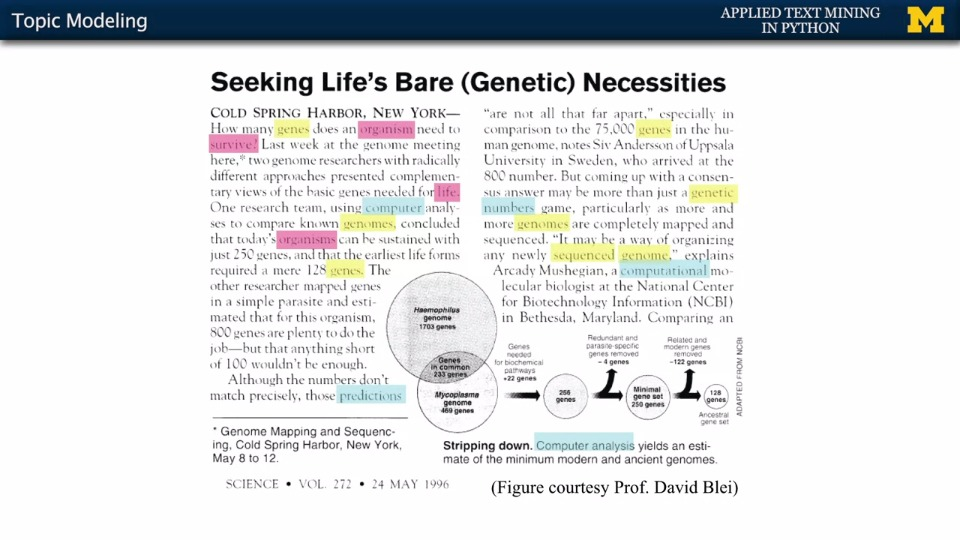 Topic Modeling
APPLIED TEXT MINING
IN PYTHON
M
Seeking Life's Bare (Genetic) Necessities
COLD SPRING HARBOR, NEW YORK—
How many genes does an organism need to
survive? Last week at the genome meeting
here,* two genome researchers with radically
different approaches presented complemen-
tary views of the basic genes needed for life.
One research team, using computer analy-
ses to compare known genomes, concluded
that today's organisms can be sustained with
just 250 genes, and that the earliest life forms
required a mere 128 genes. The
other researcher mapped genes
in a simple parasite and esti-
mated that for this organism,
800 genes are plenty to do the
job—but that anything short
of 100 wouldn't be enough.
Although the numbers don't
match precisely, those predictions
* Genome Mapping and Sequenc-
ing, Cold Spring Harbor, New York,
May 8 to 12.
"are not all that far apart," especially in
comparison to the 75,000 genes in the hu-
man genome, notes Siv Andersson of Uppsala
University in Sweden, who arrived at the
800 number. But coming up with a consen-
sus answer may be more than just a genetic
numbers game, particularly as more and
more genomes are completely mapped and
sequenced. "It may be a way of organizing
any newly sequenced genome," explains
Arcady Mushegian, a computational mo-
lecular biologist at the National Center
for Biotechnology Information (NCBI)
in Bethesda, Maryland. Comparing an
Haemophilus
genome
1703 genes
Genes
in common
233 genes
Mycoplasma
genome
469 genes
Genes
needed
for biochemical
pathways
+22 genes
256
genes
Redundant and
parasite-specific
genes removed
– 4 genes
Minimal
gene set
250 genes
Related and
modern genes
removed
–122 genes
128
genes
Ancestral
gene set
ADAPTED FROM NCBI
Stripping down. Computer analysis yields an esti-
mate of the minimum modern and ancient genomes.
SCIENCE • VOL. 272 • 24 MAY 1996
(Figure courtesy Prof. David Blei)